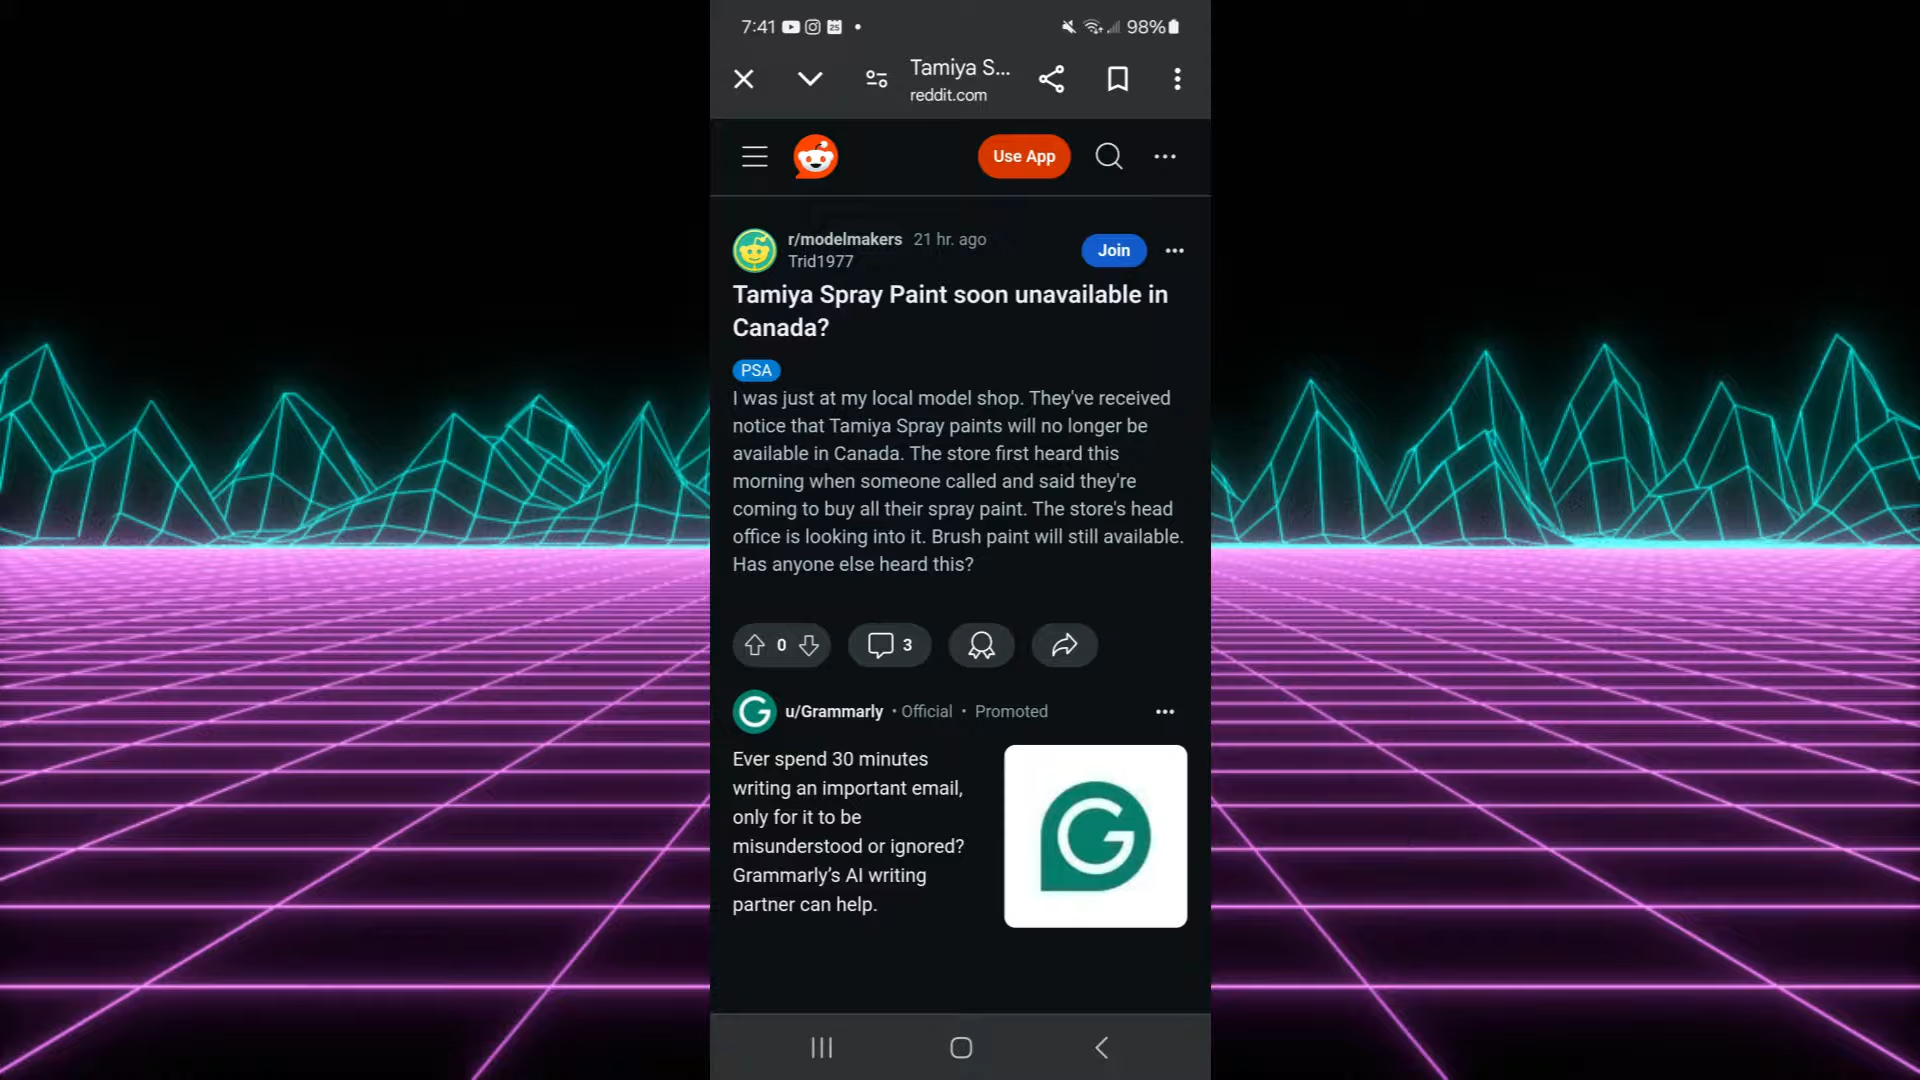 7:41
25
98%
Tamiya S...
reddit.com
Use App
r/modelmakers 21 hr. ago
Trid1977
Join
Tamiya Spray Paint soon unavailable in
Canada?
PSA
I was just at my local model shop. They've received
notice that Tamiya Spray paints will no longer be
available in Canada. The store first heard this
morning when someone called and said they're
coming to buy all their spray paint. The store's head
office is looking into it. Brush paint will still available.
Has anyone else heard this?
0
3
u/Grammarly • Official • Promoted
Ever spend 30 minutes
writing an important email,
only for it to be
misunderstood or ignored?
Grammarly's AI writing
partner can help.